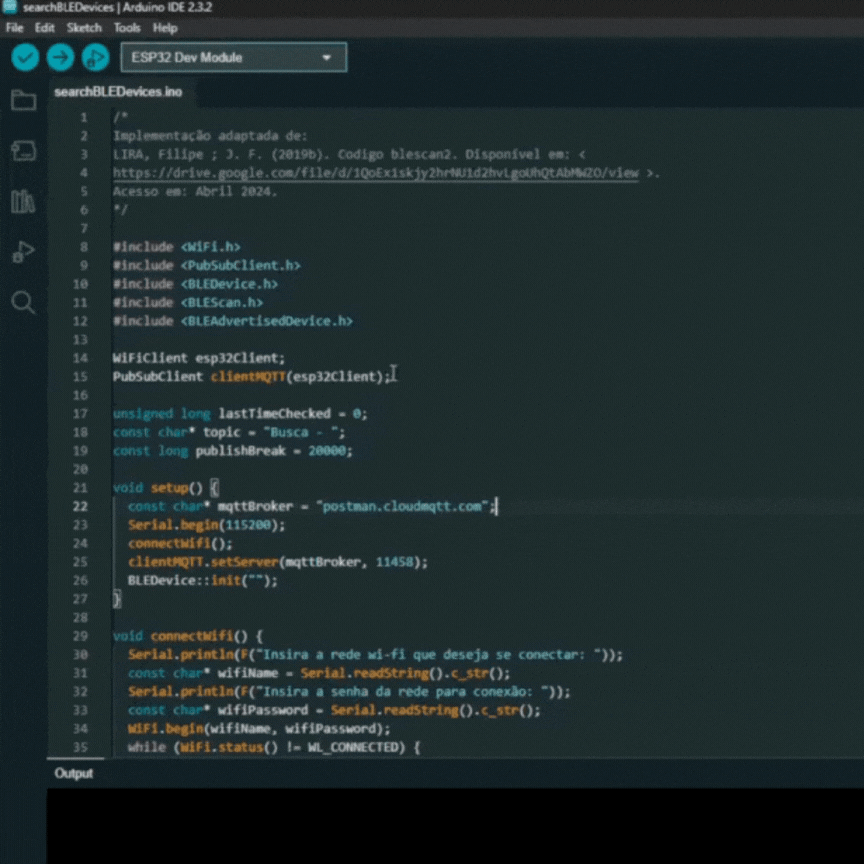 searchBLEDevices | Arduino IDE 2.3.2
File Edit Sketch Tools Help
ESP32 Dev Module
searchBLEDevices.ino
1 /*
2 Implementação adaptada de:
3 LIRA, Filipe ; J. F. (2019b). Codigo blescan2. Disponível em: <
4 https://drive.google.com/file/d/1QoEx1skjy2hrNU1d2hvLgoUhQtAbMWZO/view >.
5 Acesso em: Abril 2024.
6 */
7
8 #include <WiFi.h>
9 #include <PubSubClient.h>
10 #include <BLEDevice.h>
11 #include <BLEScan.h>
12 #include <BLEAdvertisedDevice.h>
13
14 WiFiClient esp32Client;
15 PubSubClient clientMQTT(esp32Client);
16
17 unsigned long lastTimeChecked = 0;
18 const char* topic = "Busca - ";
19 const long publishBreak = 20000;
20
21 void setup() {
22 const char* mqttBroker = "postman.cloudmqtt.com";
23 Serial.begin(115200);
24 connectWifi();
25 clientMQTT.setServer(mqttBroker, 11458);
26 BLEDevice::init("");
27 }
28
29 void connectWifi() {
30 Serial.println(F("Insira a rede wi-fi que deseja se conectar: "));
31 const char* wifiName = Serial.readString().c_str();
32 Serial.println(F("Insira a senha da rede para conexão: "));
33 const char* wifiPassword = Serial.readString().c_str();
34 WiFi.begin(wifiName, wifiPassword);
35 while (WiFi.status() != WL_CONNECTED) {
Output